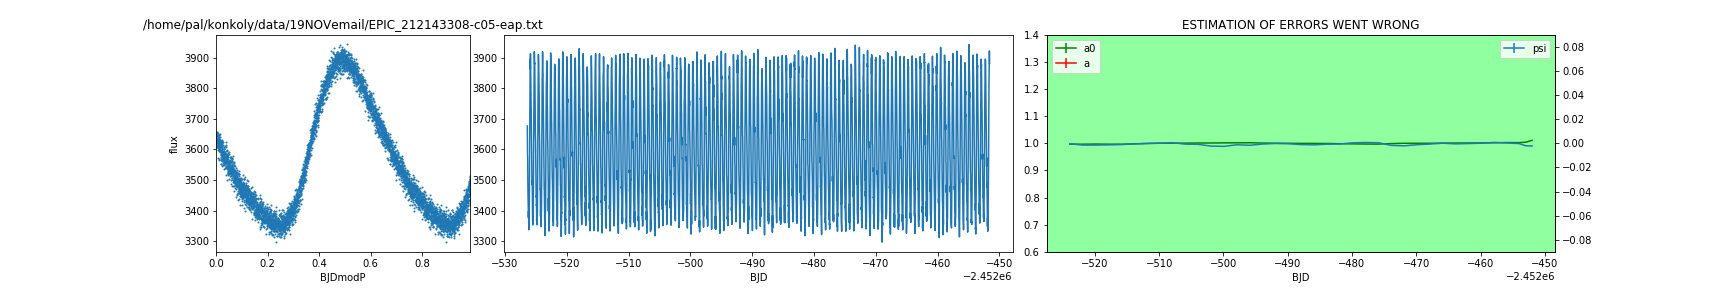 /home/pal/konkoly/data/19NOVemail/EPIC_212143308-c05-eap.txt
3900
3800
3700
3600
3500
3400
3300
flux
0.0 0.2 0.4 0.6 0.8
BJDmodP
3900
3800
3700
3600
3500
3400
3300
−530 −520 −510 −500 −490 −480 −470 −460 −450
BJD
−2.452e6
ESTIMATION OF ERRORS WENT WRONG
1.4
1.3
1.2
1.1
1.0
0.9
0.8
0.7
0.6
a0
a
psi
0.08
0.06
0.04
0.02
0.00
−0.02
−0.04
−0.06
−0.08
−520 −510 −500 −490 −480 −470 −460 −450
BJD
−2.452e6